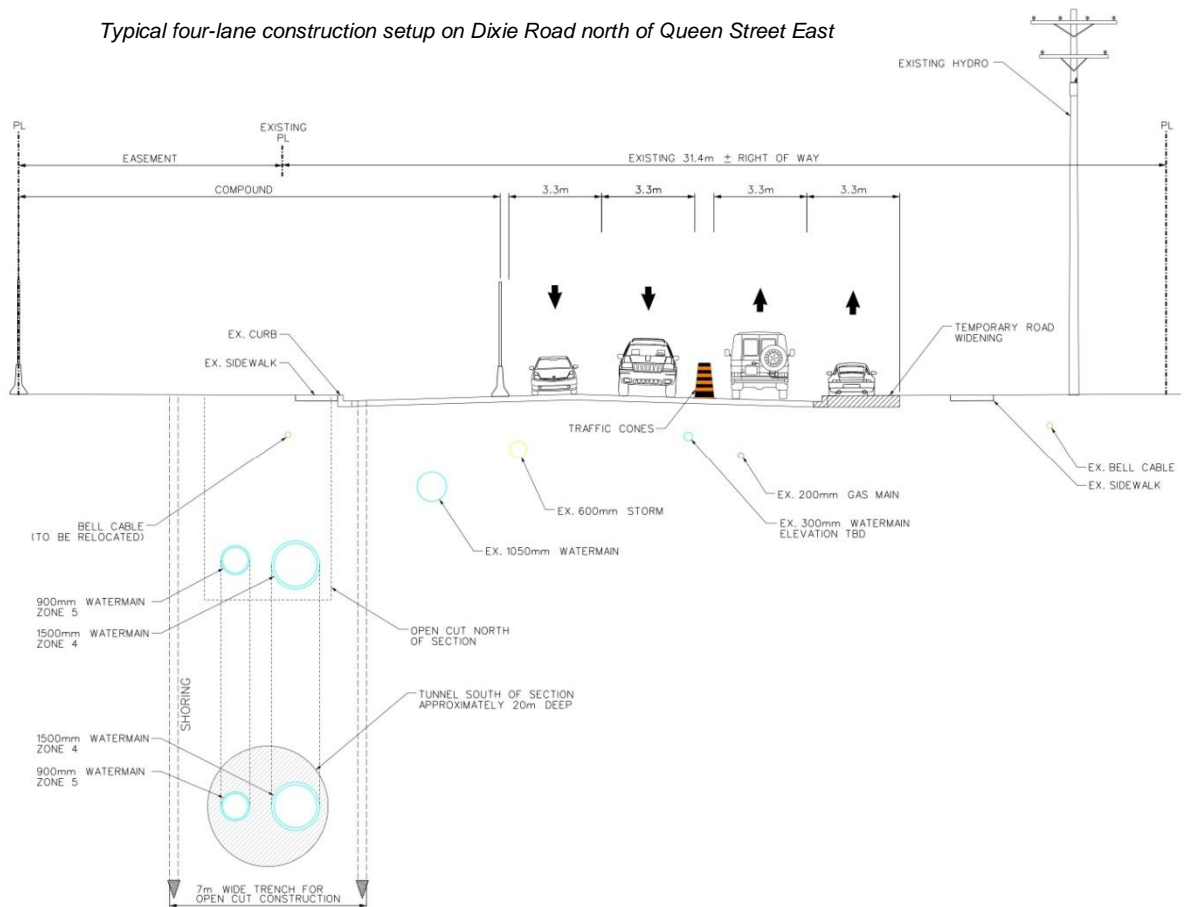 Typical four-lane construction setup on Dixie Road north of Queen Street East
EXISTING HYDRO
PL
EXISTING
PL
PL
EASEMENT
EXISTING 31.4m ± RIGHT OF WAY
COMPOUND
3.3m
3.3m
3.3m
3.3m
EX. CURB
EX. SIDEWALK
TEMPORARY ROAD
WIDENING
TRAFFIC CONES
BELL CABLE
(TO BE RELOCATED)
EX. 600mm STORM
EX. 1050mm WATERMAIN
EX. 200mm GAS MAIN
EX. 300mm WATERMAIN
ELEVATION TBD
EX. BELL CABLE
EX. SIDEWALK
900mm WATERMAIN
ZONE 5
1500mm WATERMAIN
ZONE 4
OPEN CUT NORTH
OF SECTION
SHORING
TUNNEL SOUTH OF SECTION
APPROXIMATELY 20m DEEP
1500mm WATERMAIN
ZONE 4
900mm WATERMAIN
ZONE 5
7m WIDE TRENCH FOR
OPEN CUT CONSTRUCTION